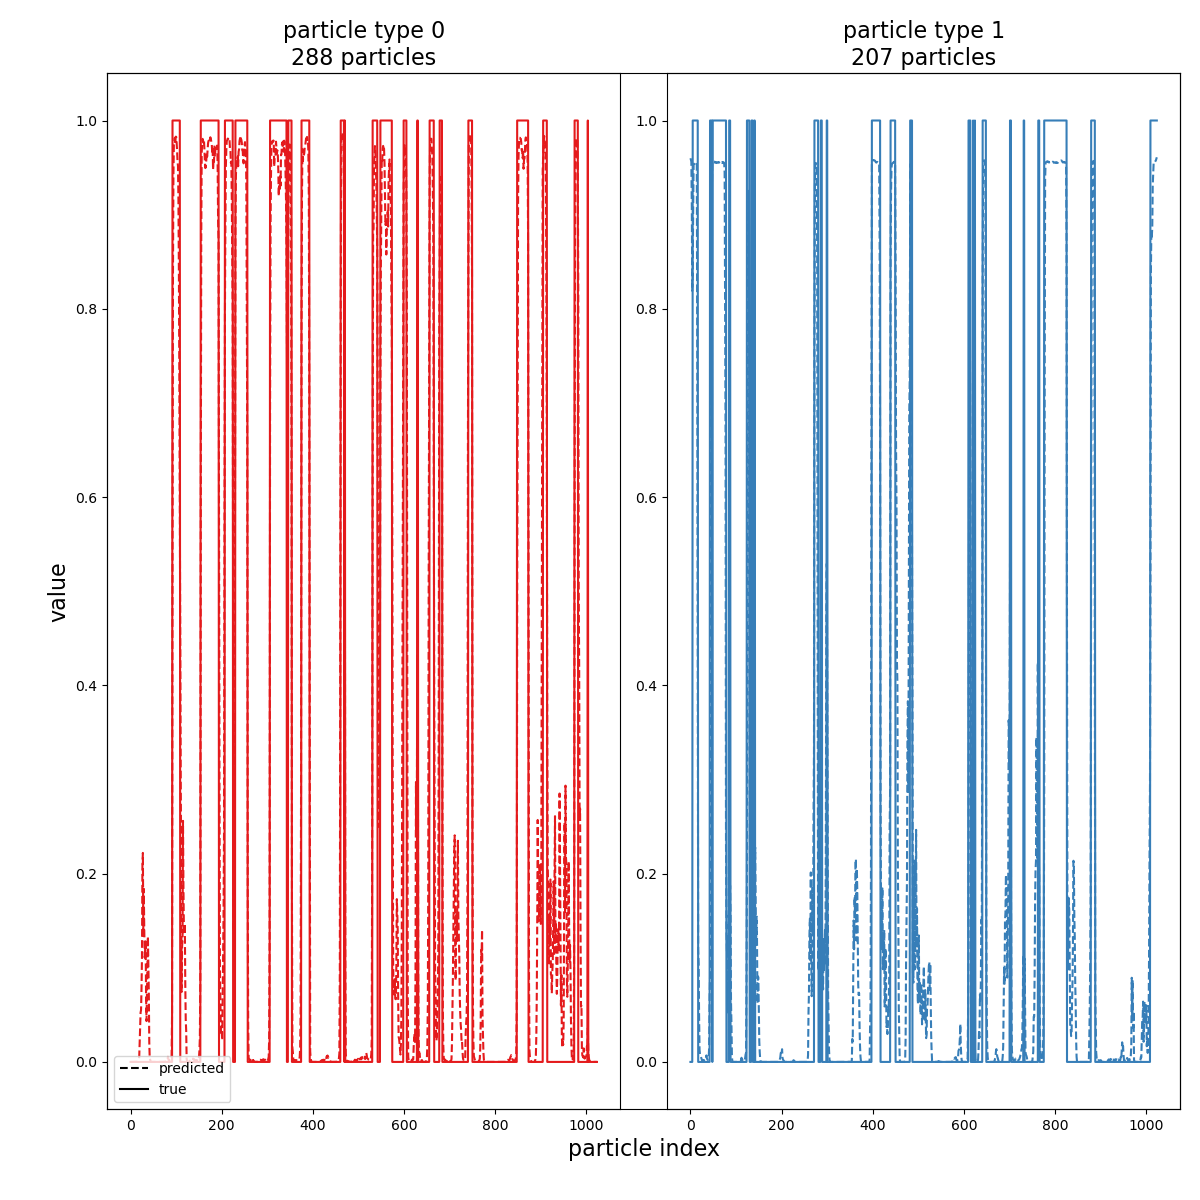 particle type 0
288 particles
particle type 1
207 particles
1.0
0.8
0.6
0.4
0.2
0.0
1.0
0.8
0.6
0.4
0.2
0.0
value
predicted
true
0 200 400 600 800 1000
0 200 400 600 800 1000
particle index